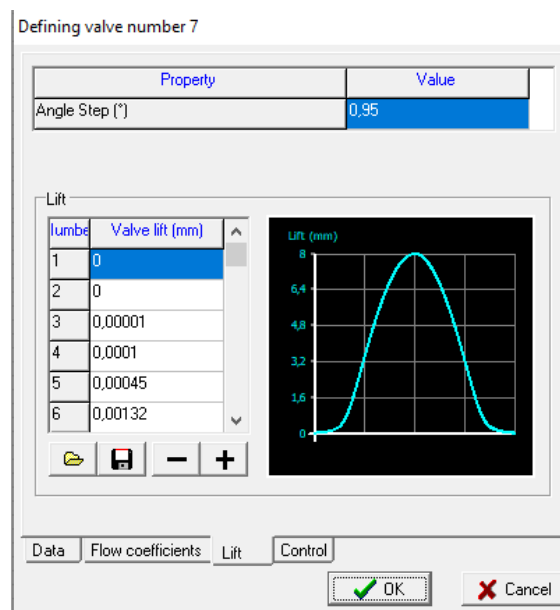 Defining valve number 7
Property Value
Angle Step (°) 0,95
Lift
lumbe Valve lift (mm)
1 0
2 0
3 0,00001
4 0,0001
5 0,00045
6 0,00132
Lift (mm)
8
6,4
4,8
3,2
1,6
0
Data Flow coefficients Lift Control
OK Cancel